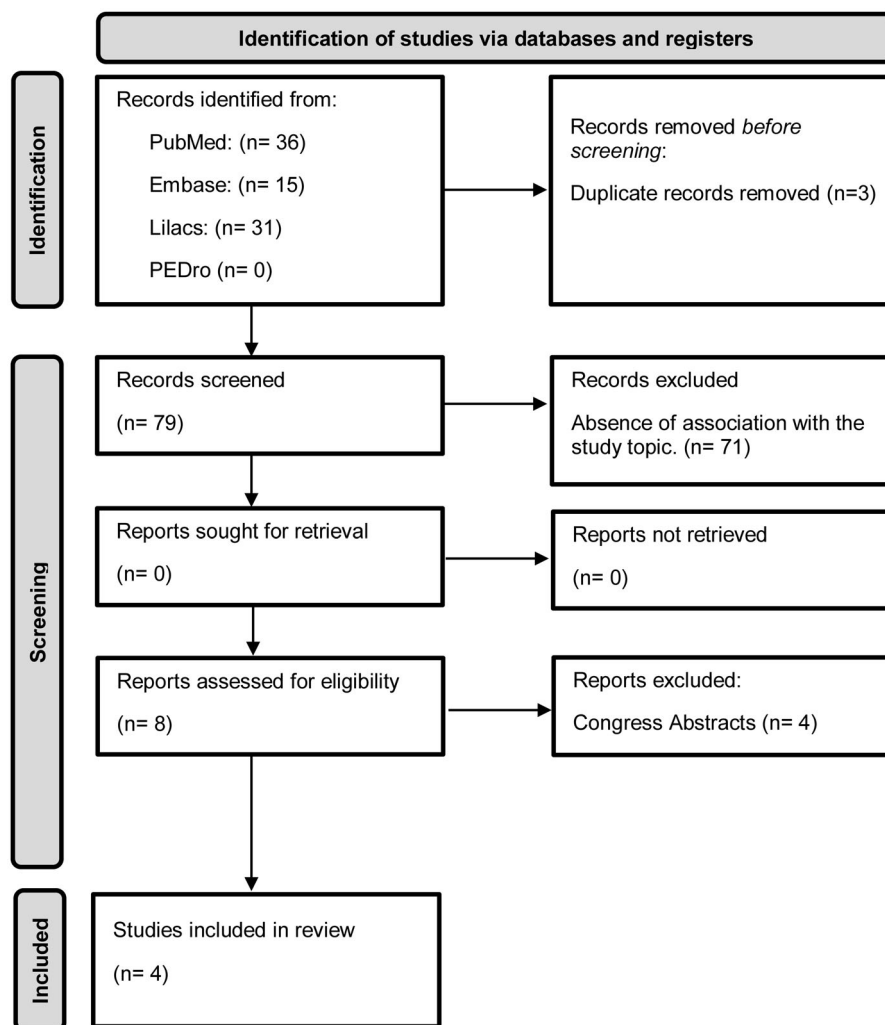 Identification of studies via databases and registers
Identification
Records identified from:
PubMed: (n= 36)
Embase: (n= 15)
Lilacs: (n= 31)
PEDro (n= 0)
Records removed before
screening:
Duplicate records removed (n=3)
Screening
Records screened
(n= 79)
Records excluded
Absence of association with the
study topic. (n= 71)
Reports sought for retrieval
(n= 0)
Reports not retrieved
(n= 0)
Reports assessed for eligibility
(n= 8)
Reports excluded:
Congress Abstracts (n= 4)
Included
Studies included in review
(n= 4)